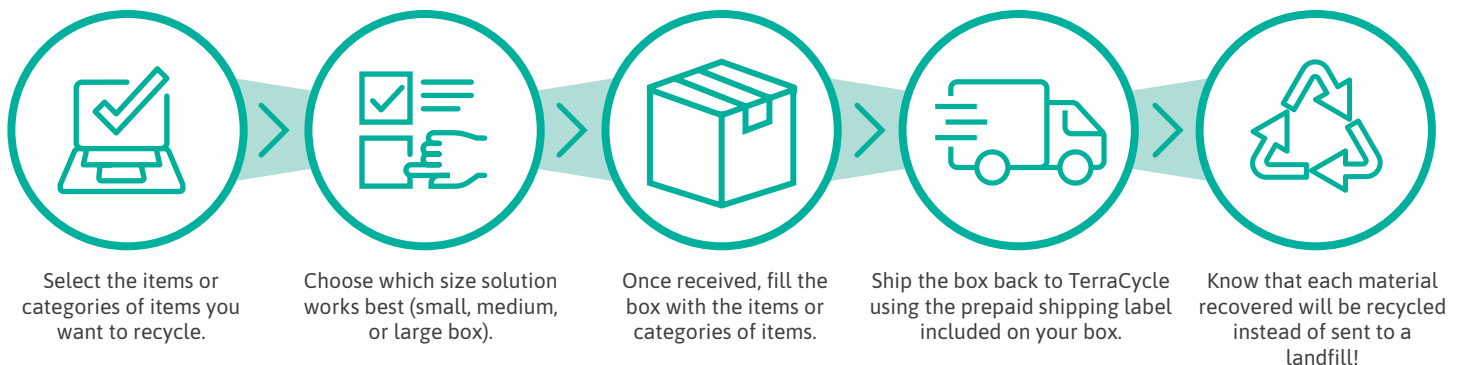 Select the items or
categories of items you
want to recycle.
Choose which size solution
works best (small, medium,
or large box).
Once received, fill the
box with the items or
categories of items.
Ship the box back to TerraCycle
using the prepaid shipping label
included on your box.
Know that each material
recovered will be recycled
instead of sent to a
landfill!